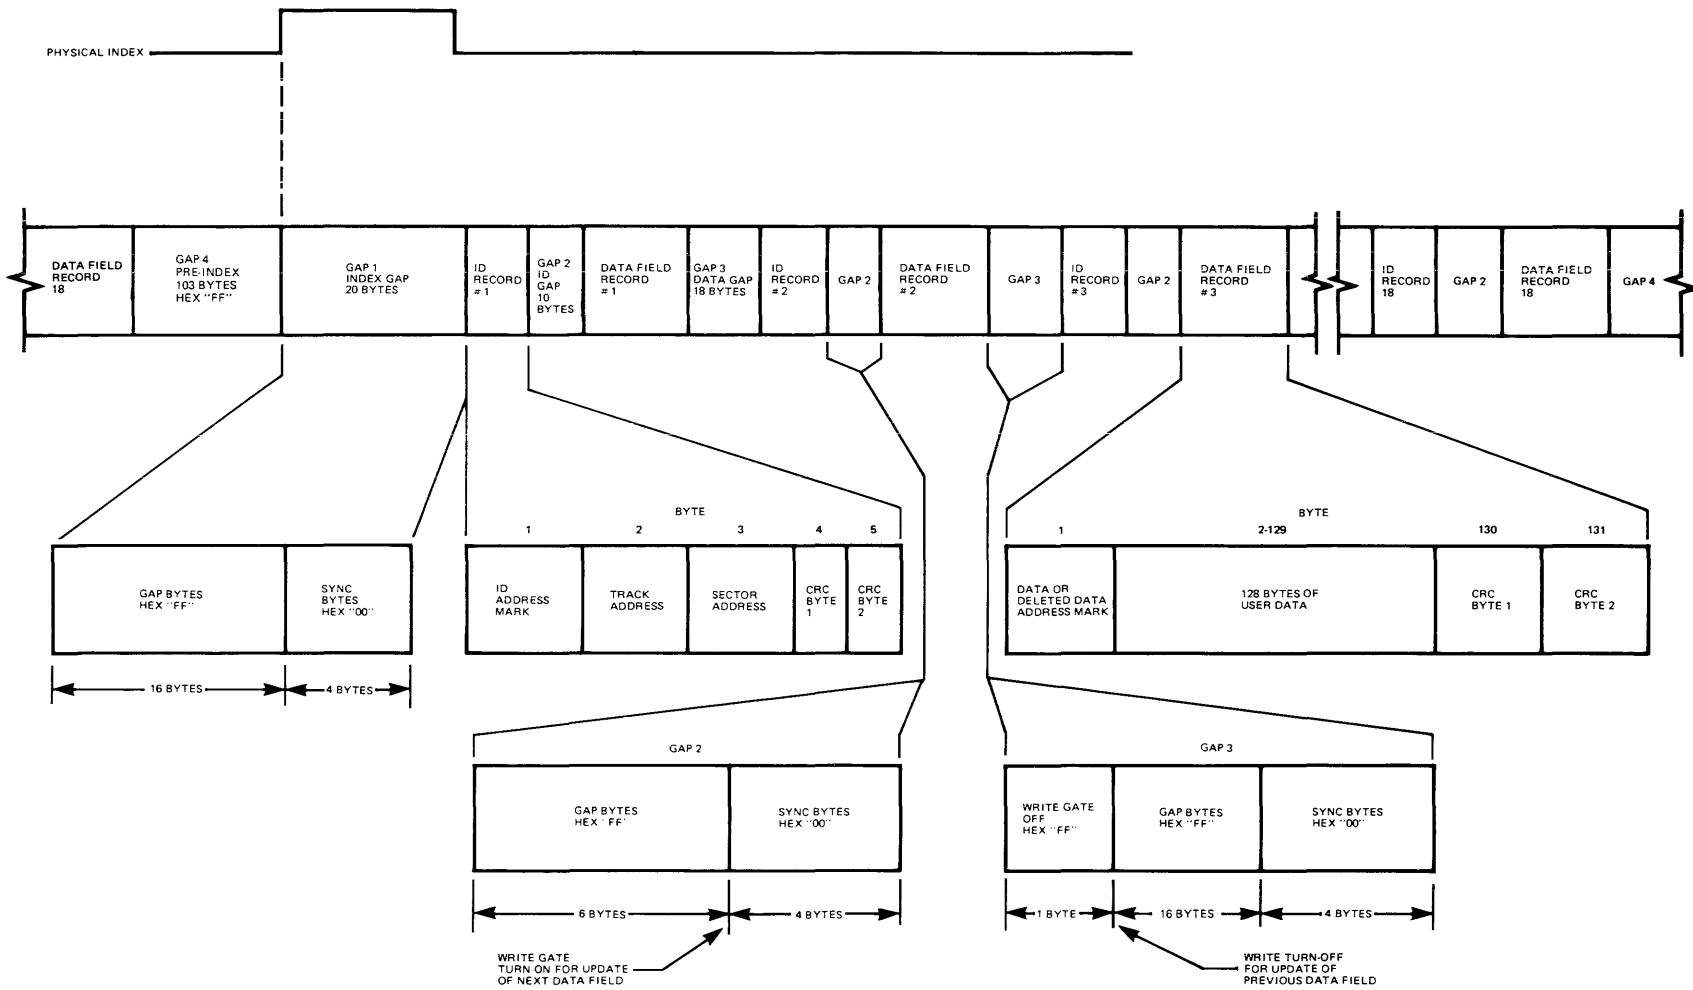 PHYSICAL INDEX
DATA FIELD
RECORD
18
GAP 4
PRE-INDEX
103 BYTES
HEX "FF"
GAP 1
INDEX GAP
20 BYTES
ID
RECORD
# 1
GAP 2
ID
GAP
10
BYTES
DATA FIELD
RECORD
# 1
GAP 3
DATA GAP
18 BYTES
ID
RECORD
# 2
GAP 2
DATA FIELD
RECORD
# 2
GAP 3
ID
RECORD
# 3
GAP 2
DATA FIELD
RECORD
# 3
ID
RECORD
18
GAP 2
DATA FIELD
RECORD
18
GAP 4
GAP BYTES
HEX "FF"
SYNC
BYTES
HEX "00"
16 BYTES
4 BYTES
BYTE
1 2 3 4 5
ID
ADDRESS
MARK
TRACK
ADDRESS
SECTOR
ADDRESS
CRC
BYTE
1
CRC
BYTE
2
BYTE
1 2-129 130 131
DATA OR
DELETED DATA
ADDRESS MARK
128 BYTES OF
USER DATA
CRC
BYTE 1
CRC
BYTE 2
GAP 2
GAP BYTES
HEX "FF"
SYNC BYTES
HEX "00"
6 BYTES
4 BYTES
WRITE GATE
TURN-ON FOR UPDATE
OF NEXT DATA FIELD
GAP 3
WRITE GATE
OFF
HEX "FF"
GAP BYTES
HEX "FF"
SYNC BYTES
HEX "00"
1 BYTE
16 BYTES
4 BYTES
WRITE TURN-OFF
FOR UPDATE OF
PREVIOUS DATA FIELD